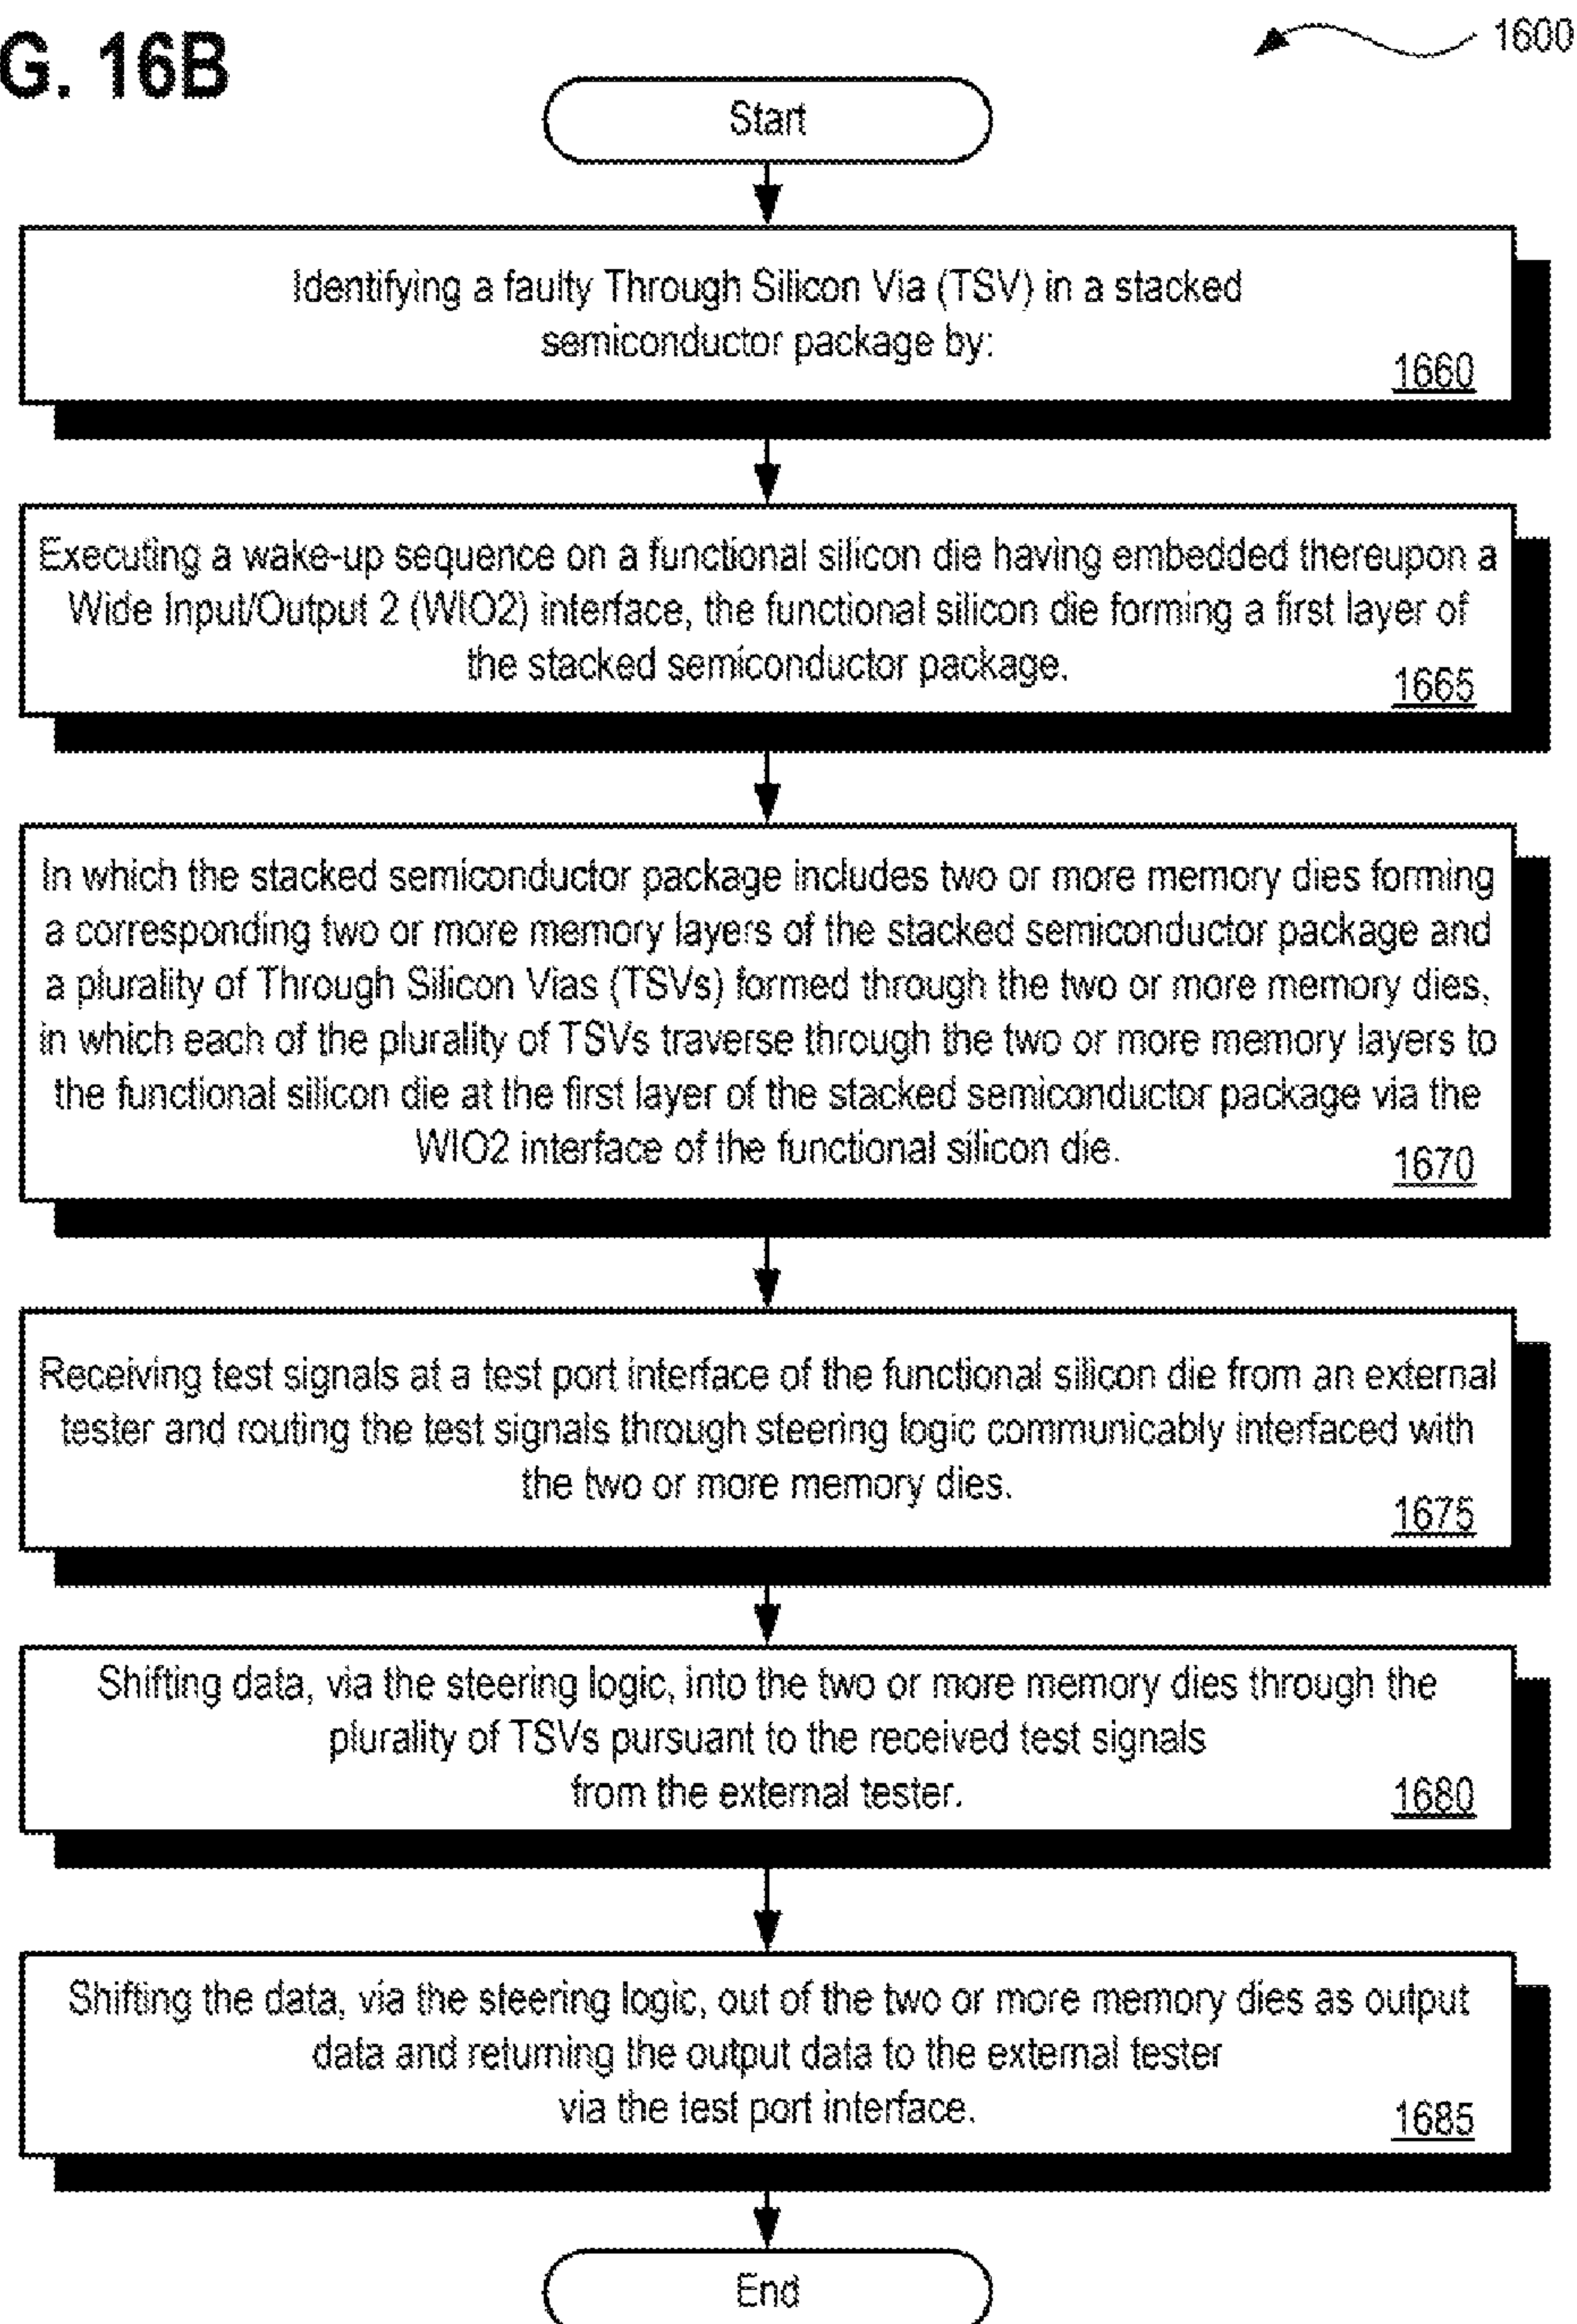 G. 16B
1600
Start
Identifying a faulty Through Silicon Via (TSV) in a stacked
semiconductor package by:
1660
Executing a wake-up sequence on a functional silicon die having embedded thereupon a
Wide Input/Output 2 (WIO2) interface, the functional silicon die forming a first layer of
the stacked semiconductor package.
1665
In which the stacked semiconductor package includes two or more memory dies forming
a corresponding two or more memory layers of the stacked semiconductor package and
a plurality of Through Silicon Vias (TSVs) formed through the two or more memory dies,
in which each of the plurality of TSVs traverse through the two or more memory layers to
the functional silicon die at the first layer of the stacked semiconductor package via the
WIO2 interface of the functional silicon die.
1670
Receiving test signals at a test port interface of the functional silicon die from an external
tester and routing the test signals through steering logic communicably interfaced with
the two or more memory dies.
1675
Shifting data, via the steering logic, into the two or more memory dies through the
plurality of TSVs pursuant to the received test signals
from the external tester.
1680
Shifting the data, via the steering logic, out of the two or more memory dies as output
data and returning the output data to the external tester
via the test port interface.
1685
End